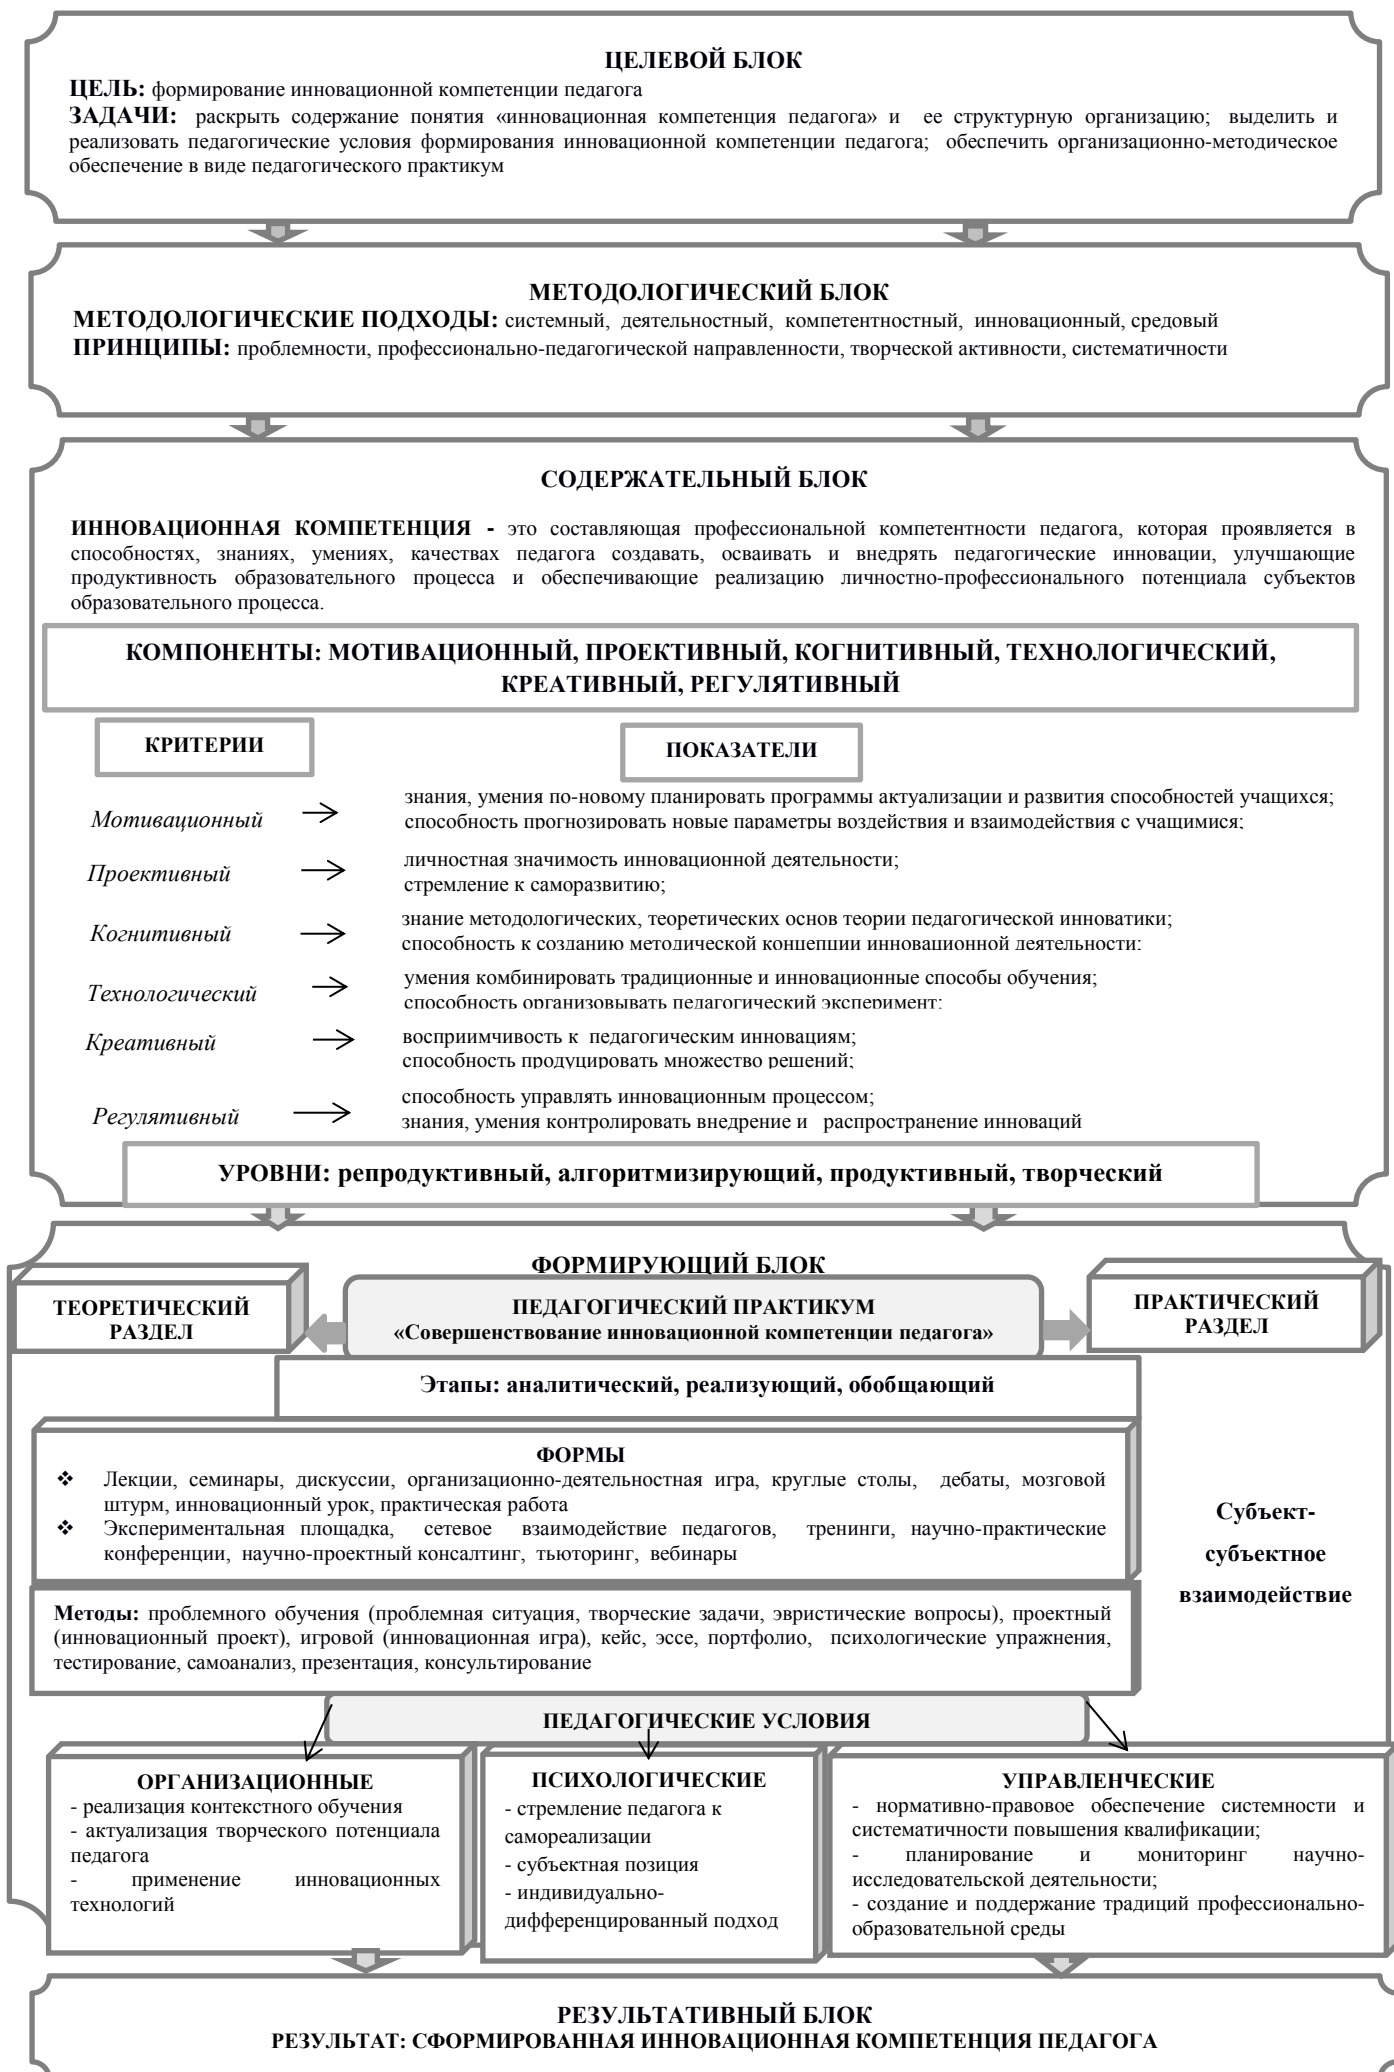 ЦЕЛЕВОЙ БЛОК
ЦЕЛЬ: формирование инновационной компетенции педагога
ЗАДАЧИ: раскрыть содержание понятия «инновационная компетенция педагога» и ее структурную организацию; выделить и
реализовать педагогические условия формирования инновационной компетенции педагога; обеспечить организационно-методическое
обеспечение в виде педагогического практикум
МЕТОДОЛОГИЧЕСКИЙ БЛОК
МЕТОДОЛОГИЧЕСКИЕ ПОДХОДЫ: системный, деятельностный, компетентностный, инновационный, средовый
ПРИНЦИПЫ: проблемности, профессионально-педагогической направленности, творческой активности, систематичности
СОДЕРЖАТЕЛЬНЫЙ БЛОК
ИННОВАЦИОННАЯ КОМПЕТЕНЦИЯ - это составляющая профессиональной компетентности педагога, которая проявляется в
способностях, знаниях, умениях, качествах педагога создавать, осваивать и внедрять педагогические инновации, улучшающие
продуктивность образовательного процесса и обеспечивающие реализацию личностно-профессионального потенциала субъектов
образовательного процесса.
КОМПОНЕНТЫ: МОТИВАЦИОННЫЙ, ПРОЕКТИВНЫЙ, КОГНИТИВНЫЙ, ТЕХНОЛОГИЧЕСКИЙ,
КРЕАТИВНЫЙ, РЕГУЛЯТИВНЫЙ
КРИТЕРИИ
ПОКАЗАТЕЛИ
Мотивационный
знания, умения по-новому планировать программы актуализации и развития способностей учащихся;
способность прогнозировать новые параметры воздействия и взаимодействия с учащимися;
Проективный
личностная значимость инновационной деятельности;
стремление к саморазвитию;
Когнитивный
знание методологических, теоретических основ теории педагогической инноватики;
способность к созданию методической концепции инновационной деятельности;
Технологический
умения комбинировать традиционные и инновационные способы обучения;
способность организовывать педагогический эксперимент;
Креативный
восприимчивость к педагогическим инновациям;
способность продуцировать множество решений;
Регулятивный
способность управлять инновационным процессом;
знания, умения контролировать внедрение и распространение инноваций
УРОВНИ: репродуктивный, алгоритмизирующий, продуктивный, творческий
ФОРМИРУЮЩИЙ БЛОК
ТЕОРЕТИЧЕСКИЙ
РАЗДЕЛ
ПЕДАГОГИЧЕСКИЙ ПРАКТИКУМ
«Совершенствование инновационной компетенции педагога»
ПРАКТИЧЕСКИЙ
РАЗДЕЛ
Этапы: аналитический, реализующий, обобщающий
ФОРМЫ
❖ Лекции, семинары, дискуссии, организационно-деятельностная игра, круглые столы, дебаты, мозговой
штурм, инновационный урок, практическая работа
❖ Экспериментальная площадка, сетевое взаимодействие педагогов, тренинги, научно-практические
конференции, научно-проектный консалтинг, тьюторинг, вебинары
Субъект-
субъектное
взаимодействие
Методы: проблемного обучения (проблемная ситуация, творческие задачи, эвристические вопросы), проектный
(инновационный проект), игровой (инновационная игра), кейс, эссе, портфолио, психологические упражнения,
тестирование, самоанализ, презентация, консультирование
ПЕДАГОГИЧЕСКИЕ УСЛОВИЯ
ОРГАНИЗАЦИОННЫЕ
- реализация контекстного обучения
- актуализация творческого потенциала
педагога
- применение инновационных
технологий
ПСИХОЛОГИЧЕСКИЕ
- стремление педагога к
самореализации
- субъектная позиция
- индивидуально-
дифференцированный подход
УПРАВЛЕНЧЕСКИЕ
- нормативно-правовое обеспечение системности и
систематичности повышения квалификации;
- планирование и мониторинг научно-
исследовательской деятельности;
- создание и поддержание традиций профессионально-
образовательной среды
РЕЗУЛЬТАТИВНЫЙ БЛОК
РЕЗУЛЬТАТ: СФОРМИРОВАННАЯ ИННОВАЦИОННАЯ КОМПЕТЕНЦИЯ ПЕДАГОГА